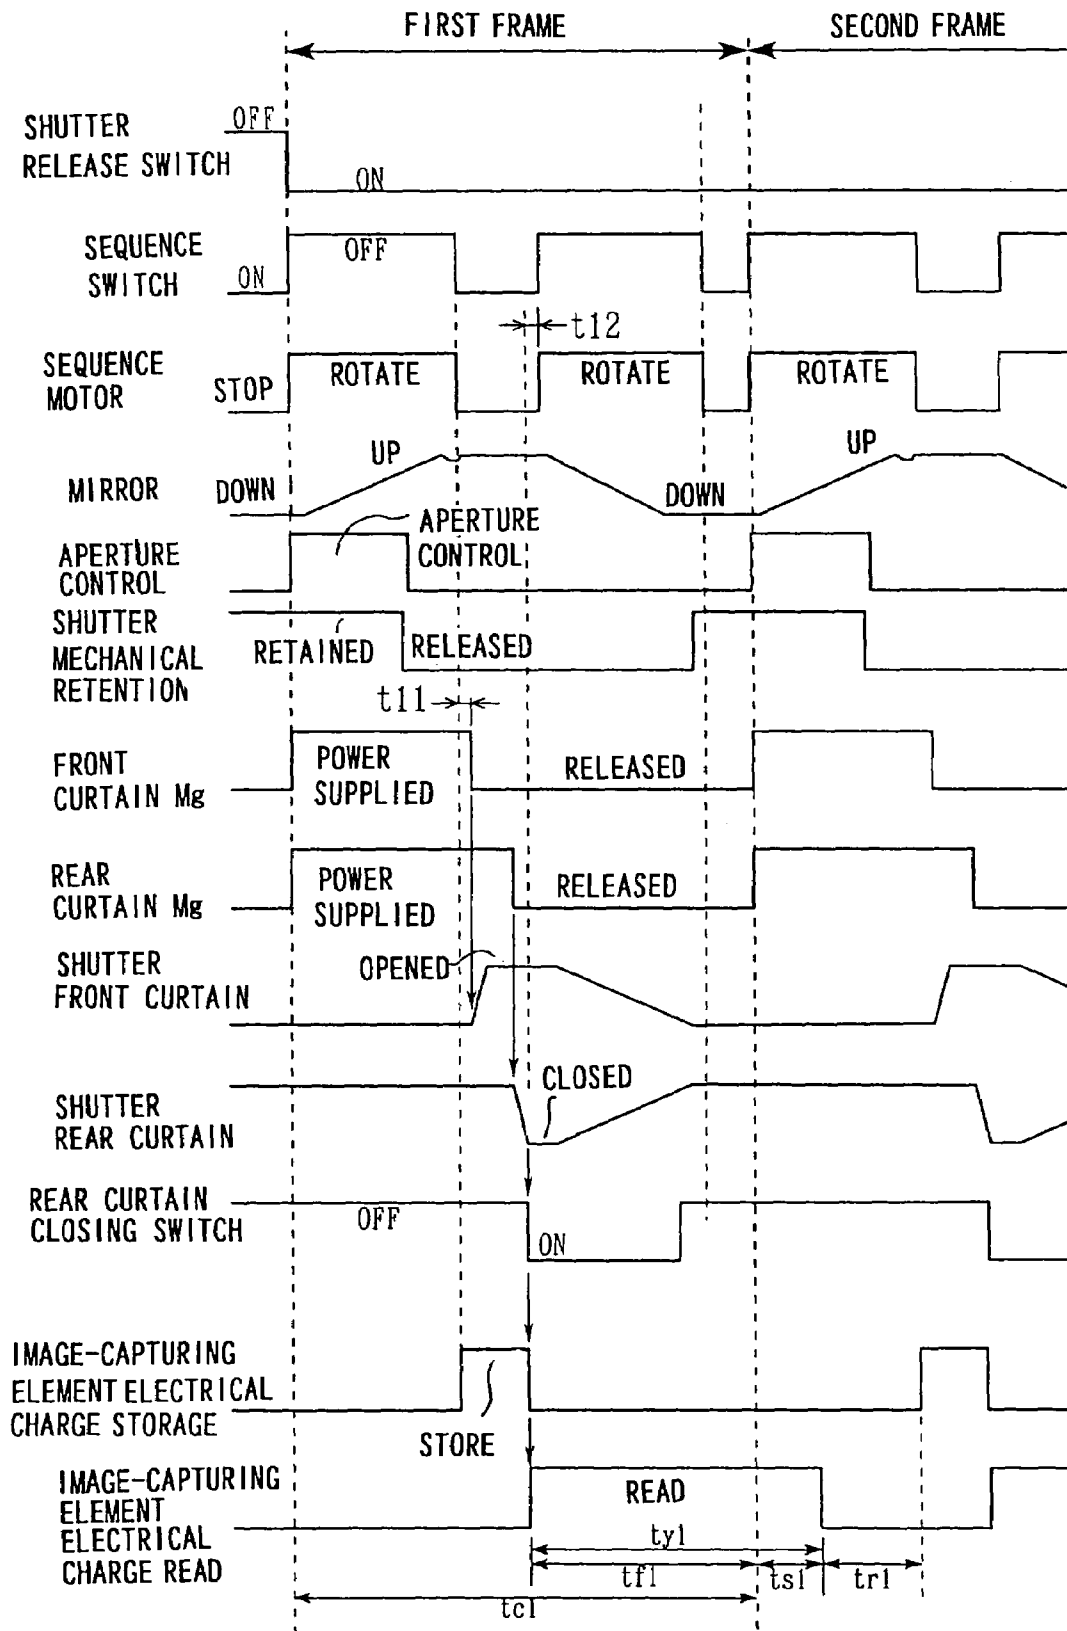 FIRST FRAME
SECOND FRAME
SHUTTER
RELEASE SWITCH
OFF
ON
SEQUENCE
SWITCH
ON
OFF
t12
SEQUENCE
MOTOR
STOP
ROTATE
ROTATE
ROTATE
MIRROR
DOWN
UP
DOWN
UP
APERTURE
CONTROL
APERTURE
CONTROL
SHUTTER
MECHANICAL
RETENTION
RETAINED
RELEASED
t11
FRONT
CURTAIN Mg
POWER
SUPPLIED
RELEASED
REAR
CURTAIN Mg
POWER
SUPPLIED
RELEASED
SHUTTER
FRONT CURTAIN
OPENED
SHUTTER
REAR CURTAIN
CLOSED
REAR CURTAIN
CLOSING SWITCH
OFF
ON
IMAGE-CAPTURING
ELEMENT ELECTRICAL
CHARGE STORAGE
STORE
IMAGE-CAPTURING
ELEMENT
ELECTRICAL
CHARGE READ
READ
ty1
tf1
ts1
tr1
tc1